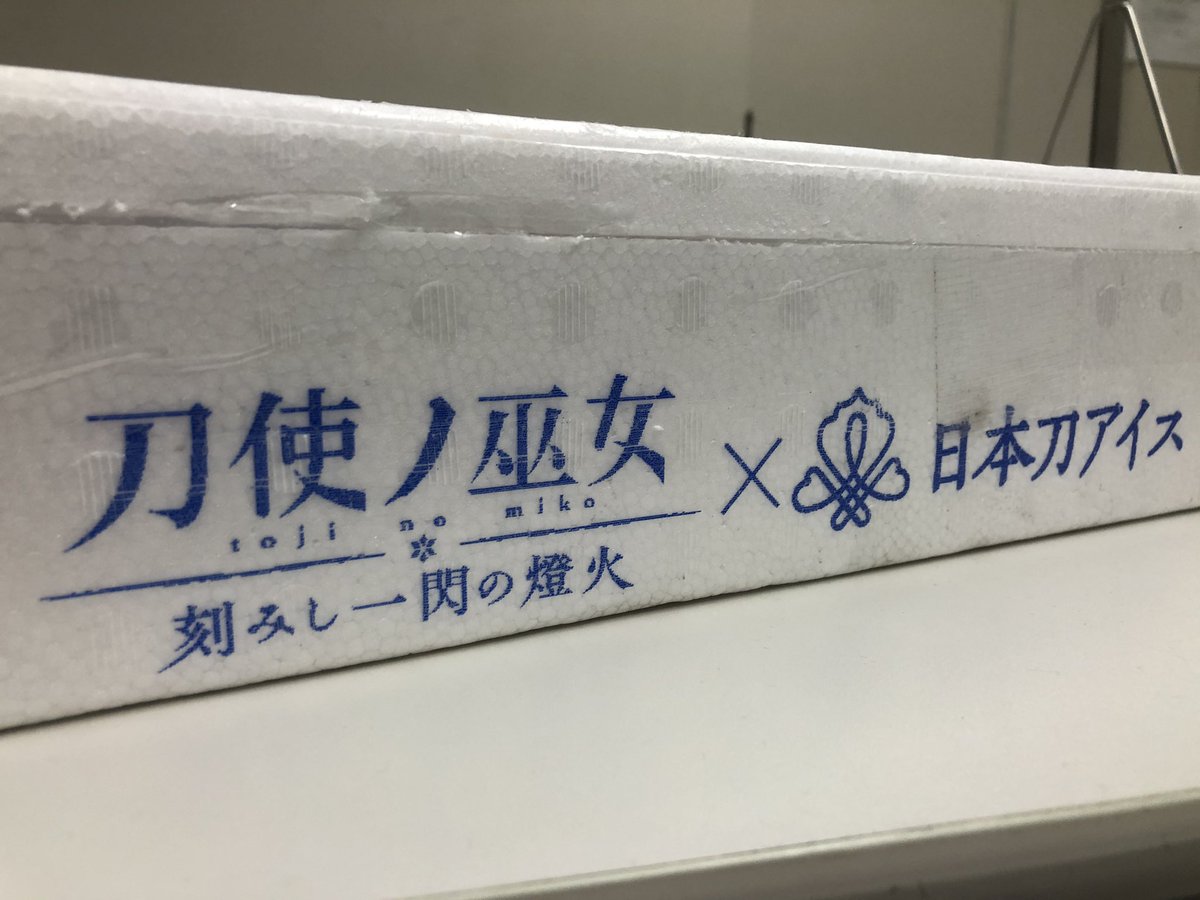 刀使ノ巫女 × 日本刀アイス
toji no miko
刻みし一閃の燈火